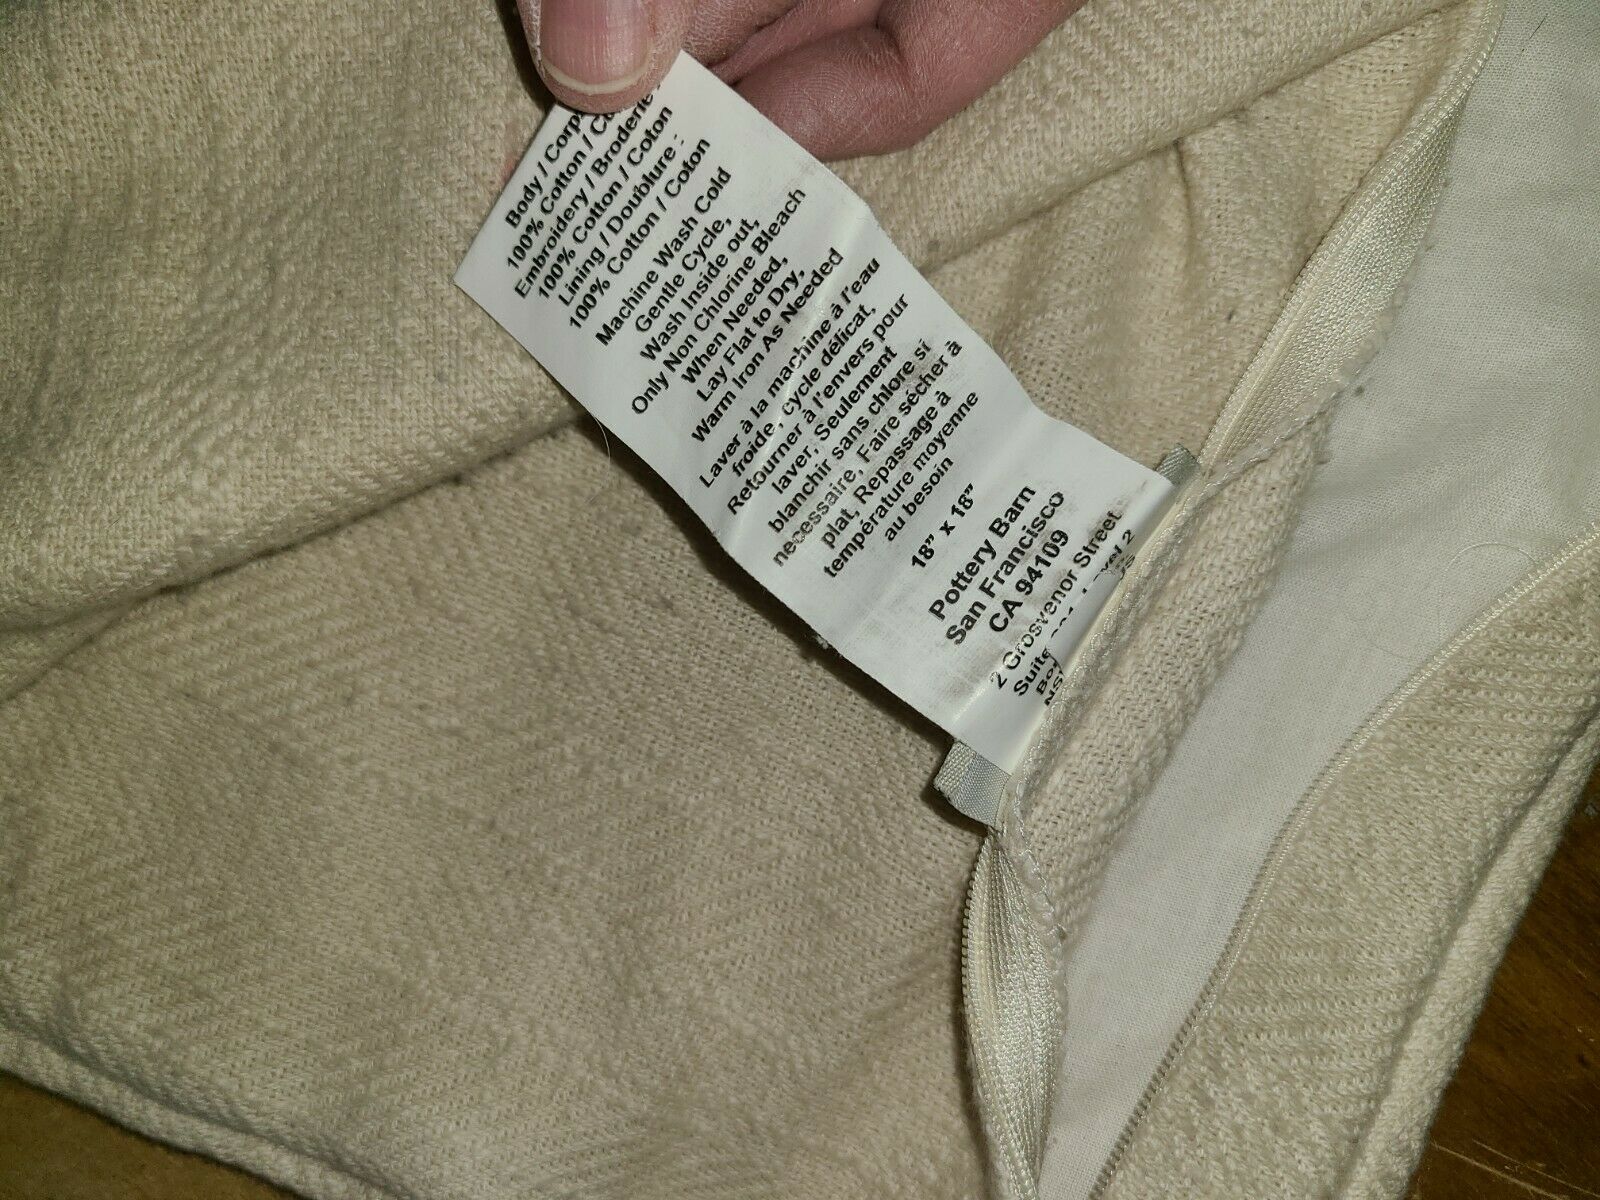 Body / Corp
100% Cotton / C
Embroidery / Broderie
100% Cotton / Coton
Lining / Doublure :
100% Cotton / Coton
Machine Wash Cold
Gentle Cycle,
Wash Inside out,
Only Non Chlorine Bleach
When Needed,
Lay Flat to Dry,
Warm Iron As Needed
Laver à la machine à l'eau
froide, cycle délicat,
Retourner à l'envers pour
laver, Seulement
blanchir sans chlore si
necessaire, Faire sécher à
plat, Repassage à
température moyenne
au besoin
18" x 18"
Pottery Barn
San Francisco
CA 94109
2 Grosvenor Street
Suite